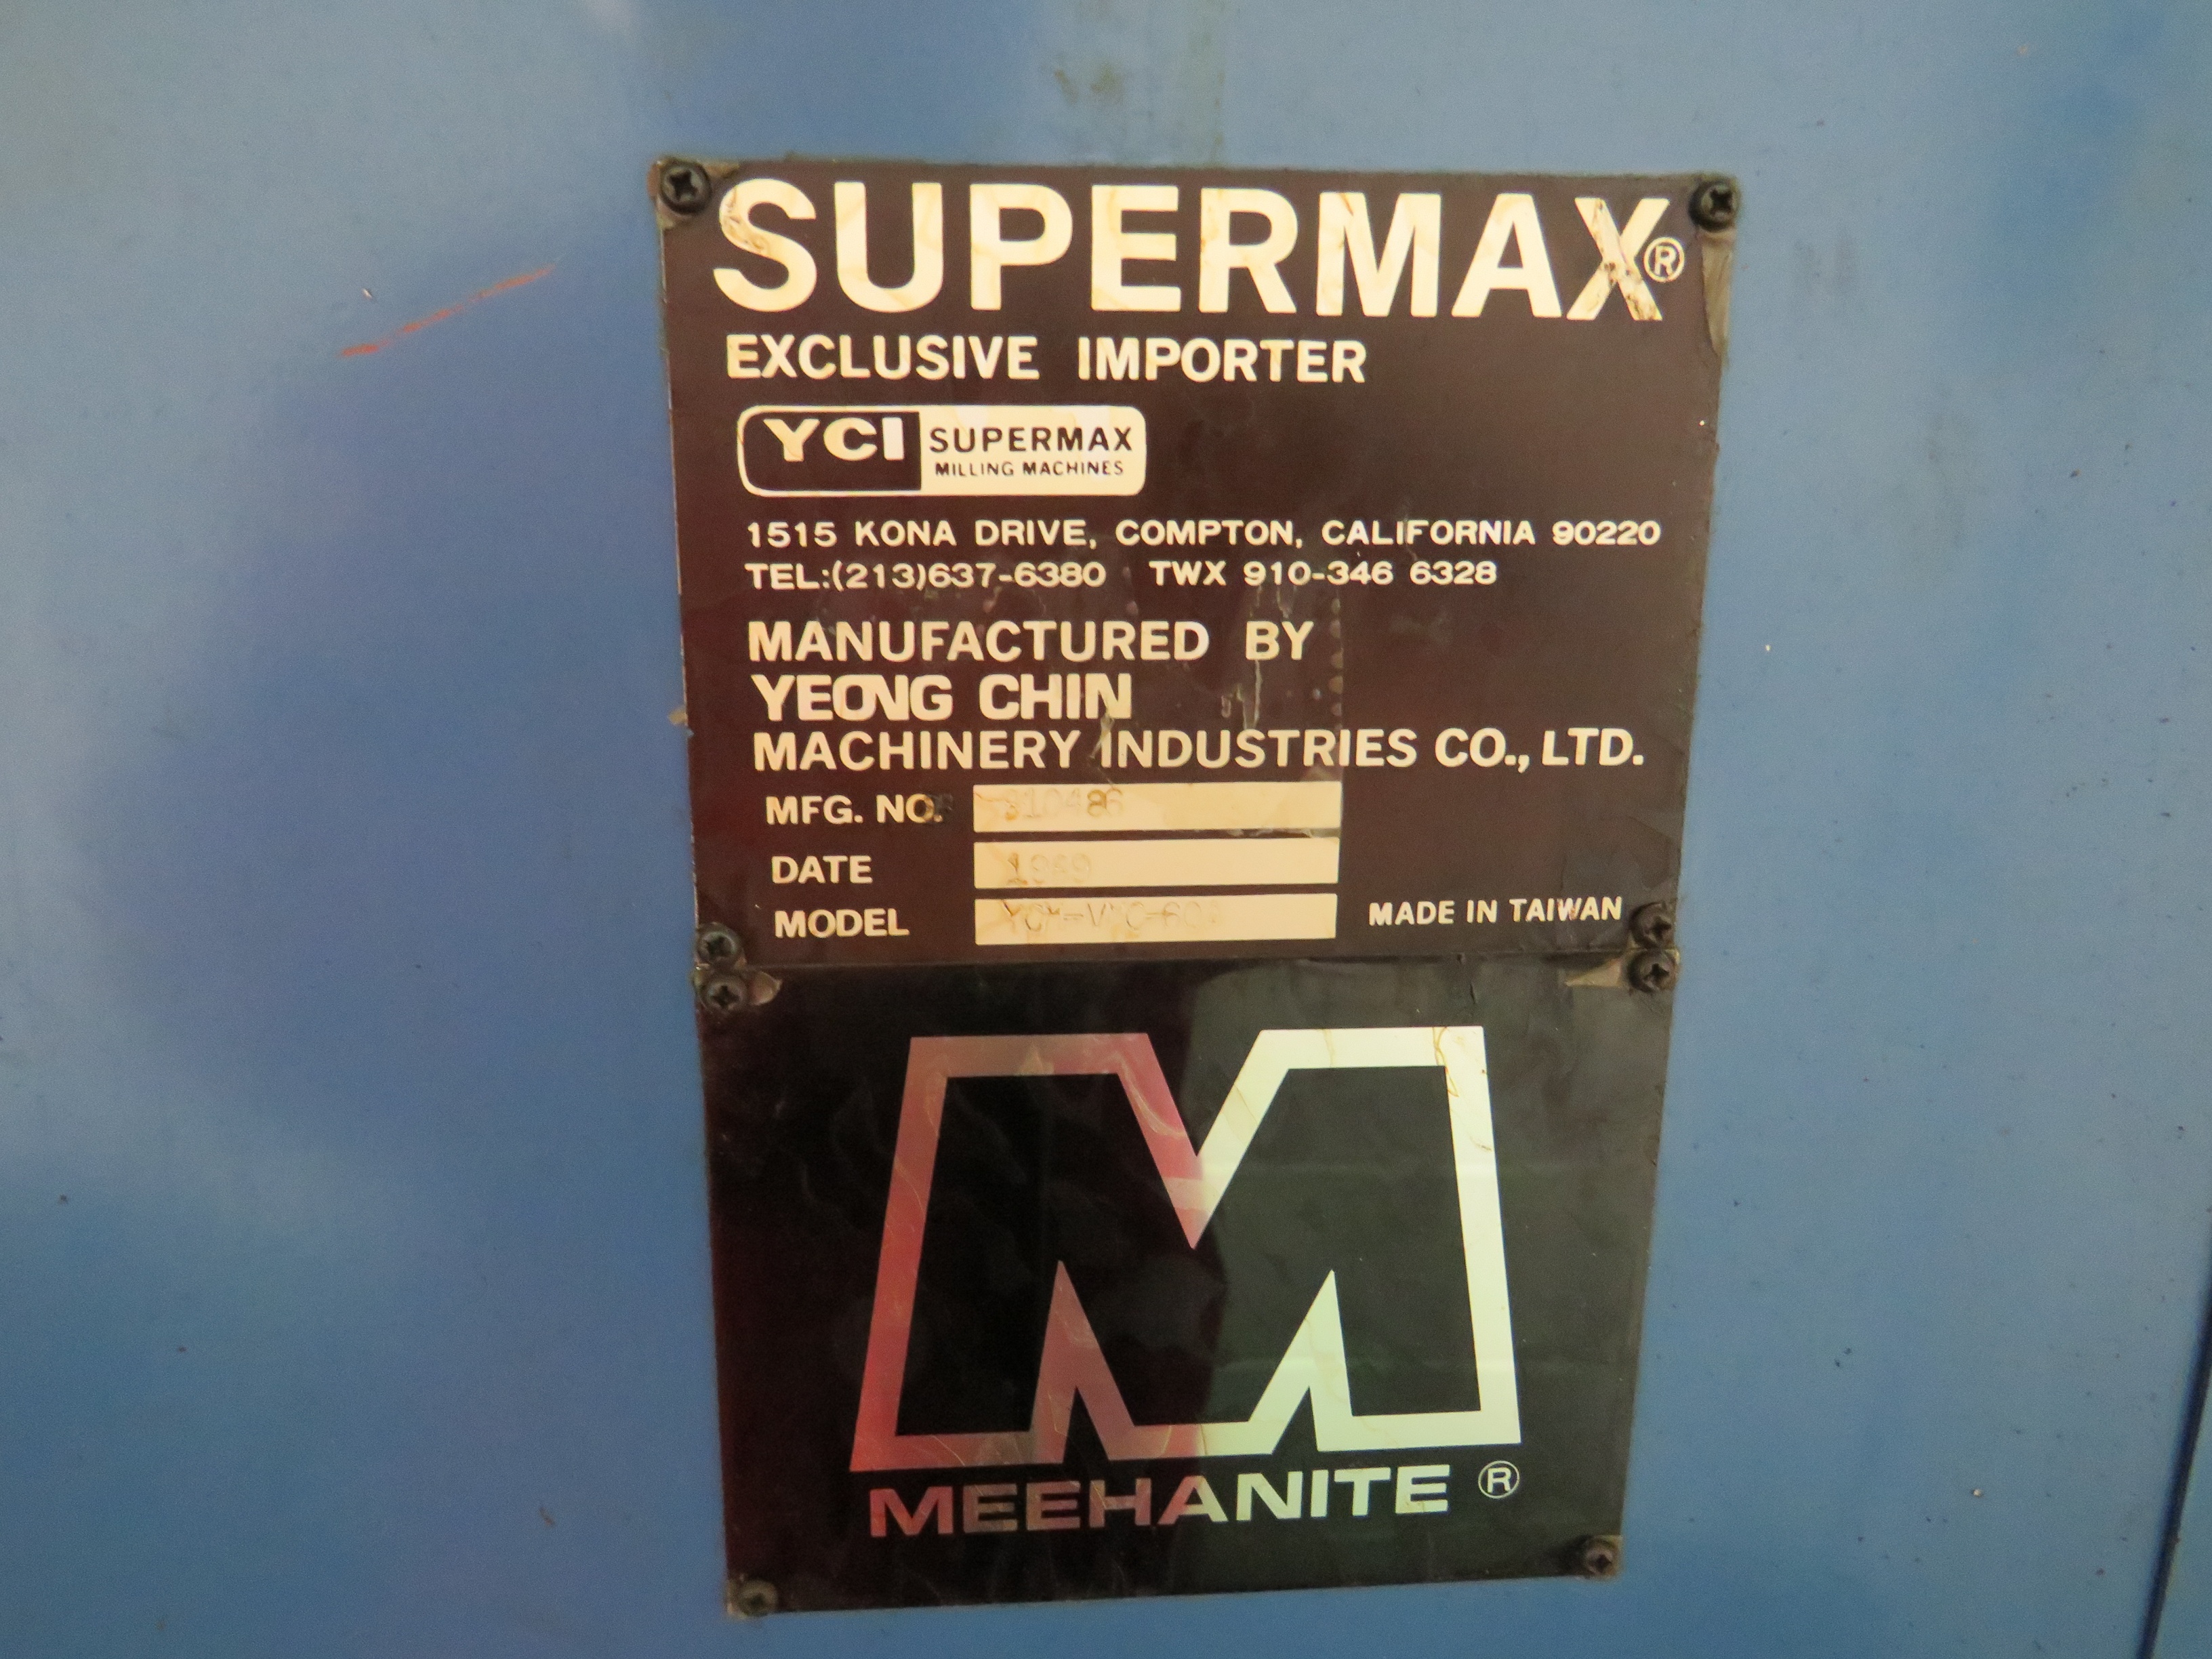 SUPERMAX®
EXCLUSIVE IMPORTER
YCI SUPERMAX
MILLING MACHINES
1515 KONA DRIVE, COMPTON, CALIFORNIA 90220
TEL:(213)637-6380 TWX 910-346 6328
MANUFACTURED BY
YEONG CHIN
MACHINERY INDUSTRIES CO., LTD.
MFG. NO.
DATE 1989
MODEL
MADE IN TAIWAN
M
MEEHANITE ®